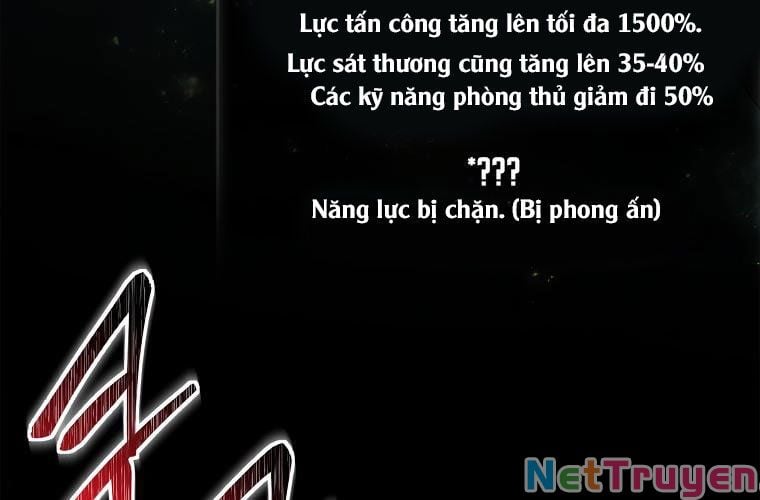 Lực tấn công tăng lên tối đa 1500%.
Lực sát thương cũng tăng lên 35-40%
Các kỹ năng phòng thủ giảm đi 50%
*???
Năng lực bị chặn. (Bị phong ấn)
NetTruyen